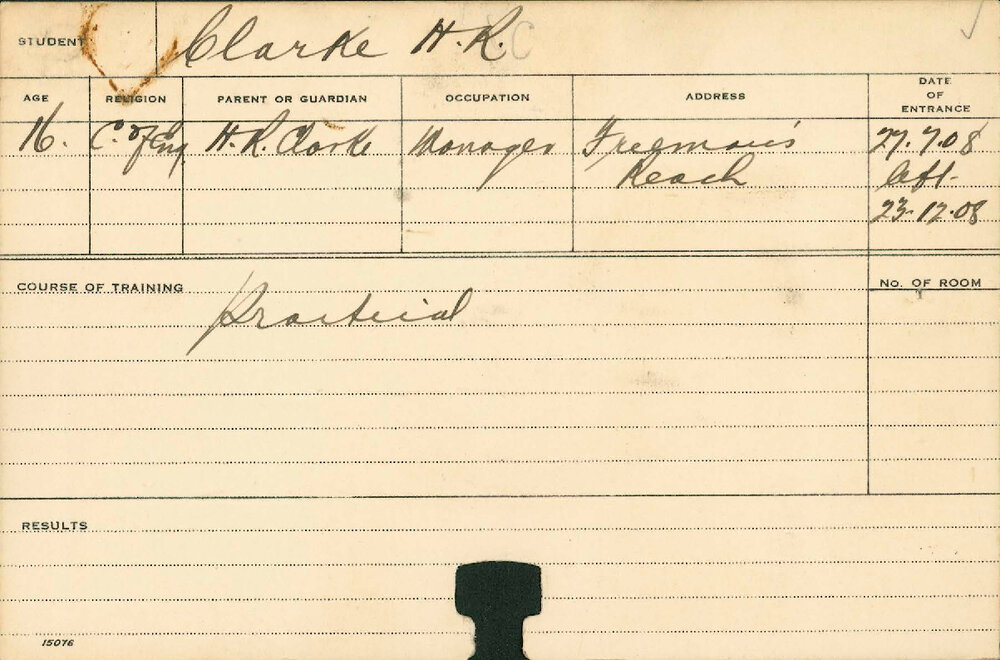 STUDENT Clarke H. R. C
AGE RELIGION PARENT OR GUARDIAN OCCUPATION ADDRESS DATE OF ENTRANCE
16. C. of Eng H. R. Clarke Manager Freeman's 27.7.08
Reach left
23.12.08
COURSE OF TRAINING Practical No. OF ROOM
RESULTS
15076